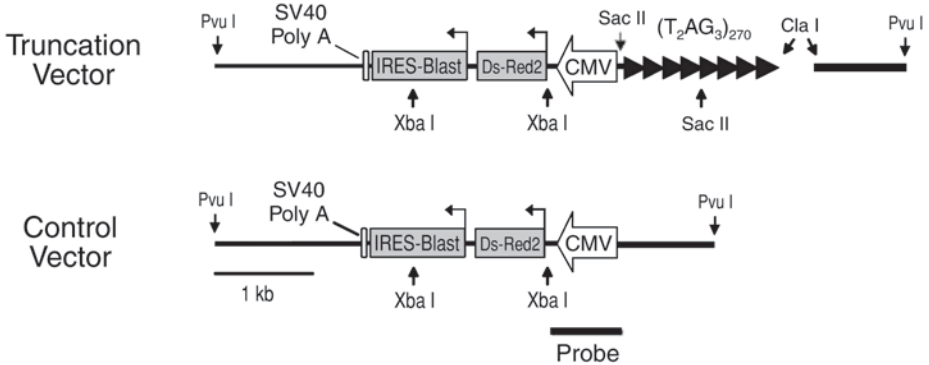 Truncation
Vector
Pvu I
SV40
Poly A
IRES-Blast
Ds-Red2
CMV
Sac II
(T₂AG₃)₂₇₀
Cla I
Pvu I
Xba I
Xba I
Sac II
Control
Vector
Pvu I
SV40
Poly A
IRES-Blast
Ds-Red2
CMV
Pvu I
1 kb
Xba I
Xba I
Probe